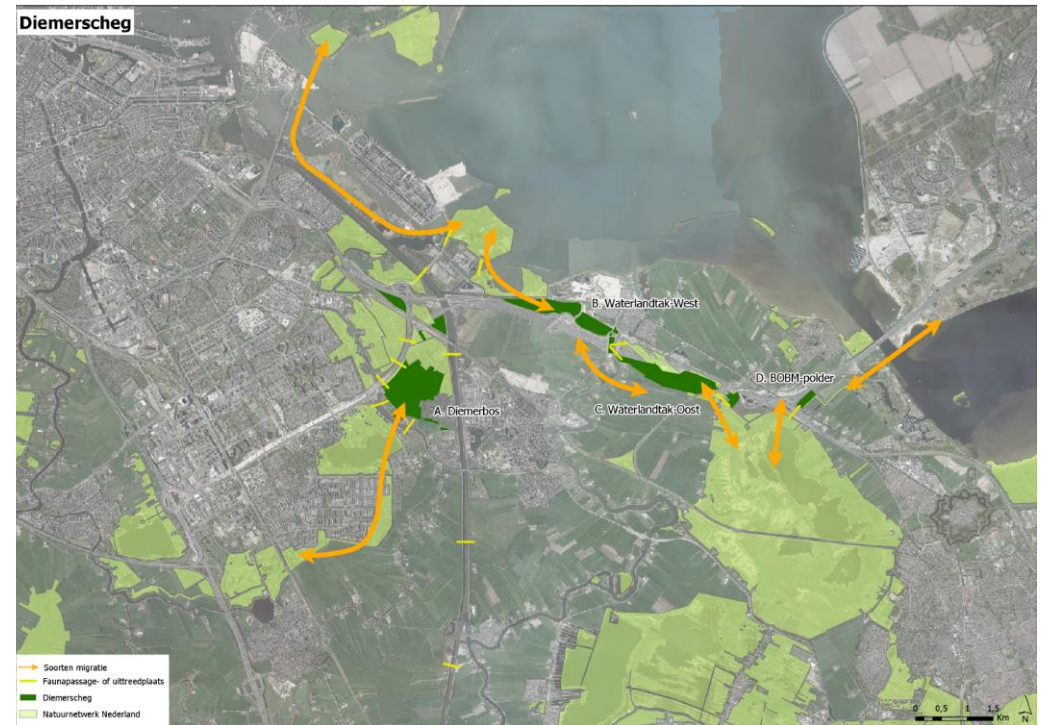 Diemerscheg
B. Waterlandtak-West
D. BOBM-polder
A. Diemerbos
C. Waterlandtak-Oost
Soorten migratie
Faunapassage- of uittreedplaats
Diemerscheg
Natuurnetwerk Nederland
0 0,5 1 1,5
Km
N